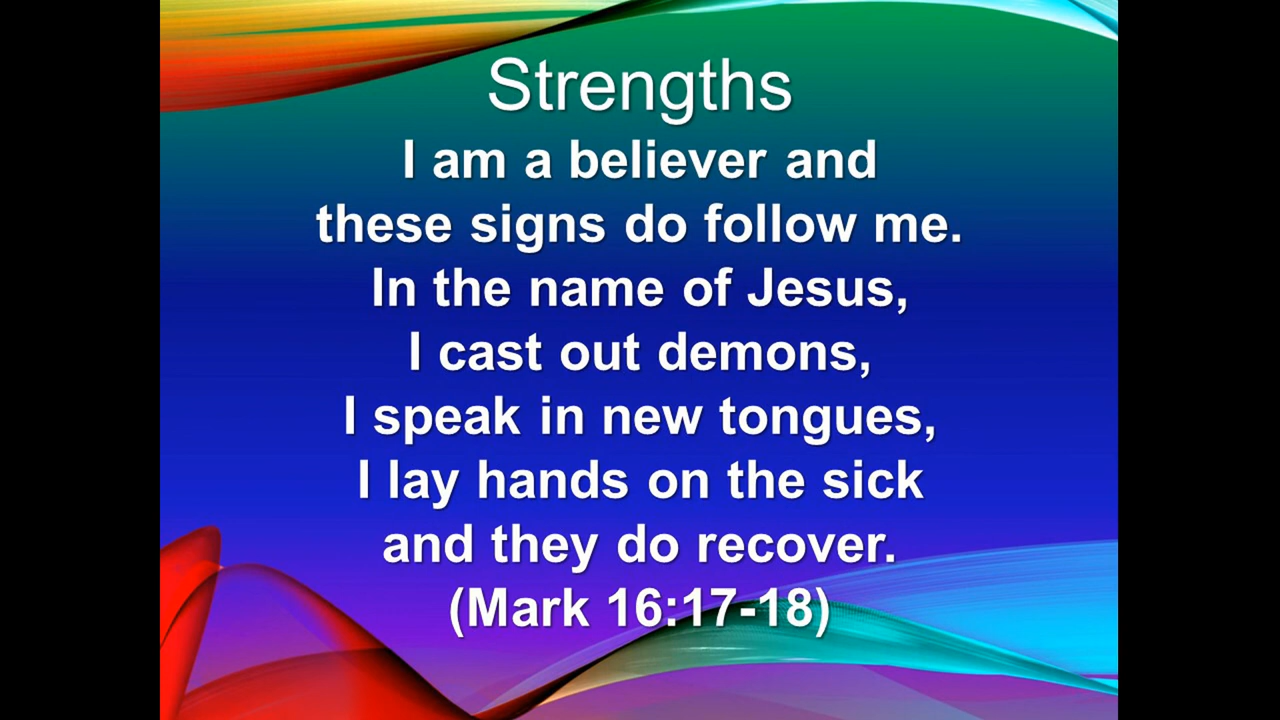 Strengths
I am a believer and
these signs do follow me.
In the name of Jesus,
I cast out demons,
I speak in new tongues,
I lay hands on the sick
and they do recover.
(Mark 16:17-18)